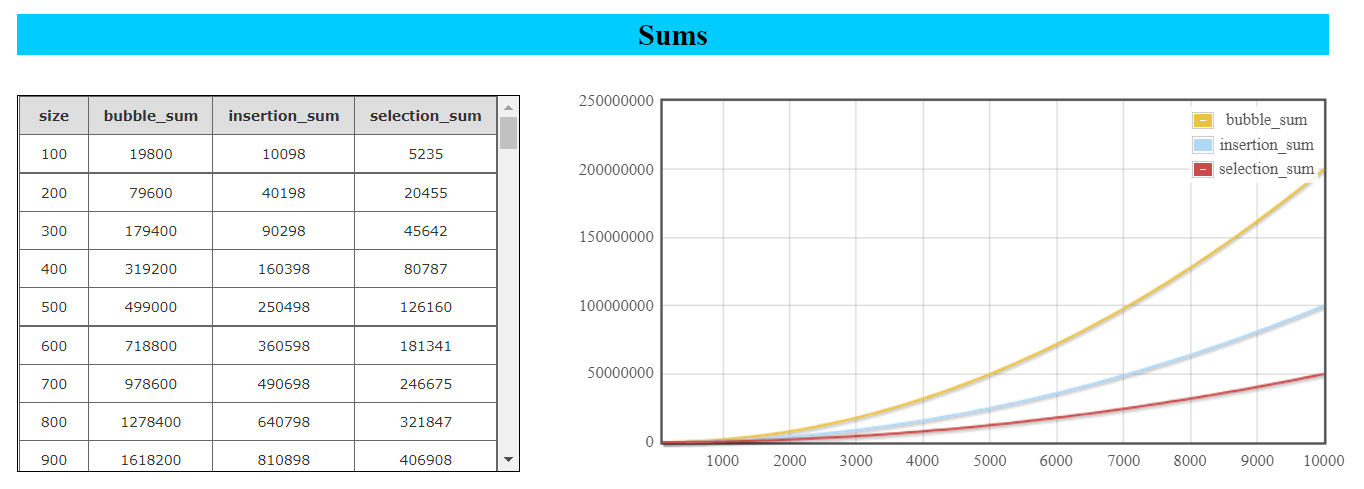 Sums
size bubble_sum insertion_sum selection_sum
100 19800 10098 5235
200 79600 40198 20455
300 179400 90298 45642
400 319200 160398 80787
500 499000 250498 126160
600 718800 360598 181341
700 978600 490698 246675
800 1278400 640798 321847
900 1618200 810898 406908
250000000
200000000
150000000
100000000
50000000
0
bubble_sum
insertion_sum
selection_sum
1000 2000 3000 4000 5000 6000 7000 8000 9000 10000